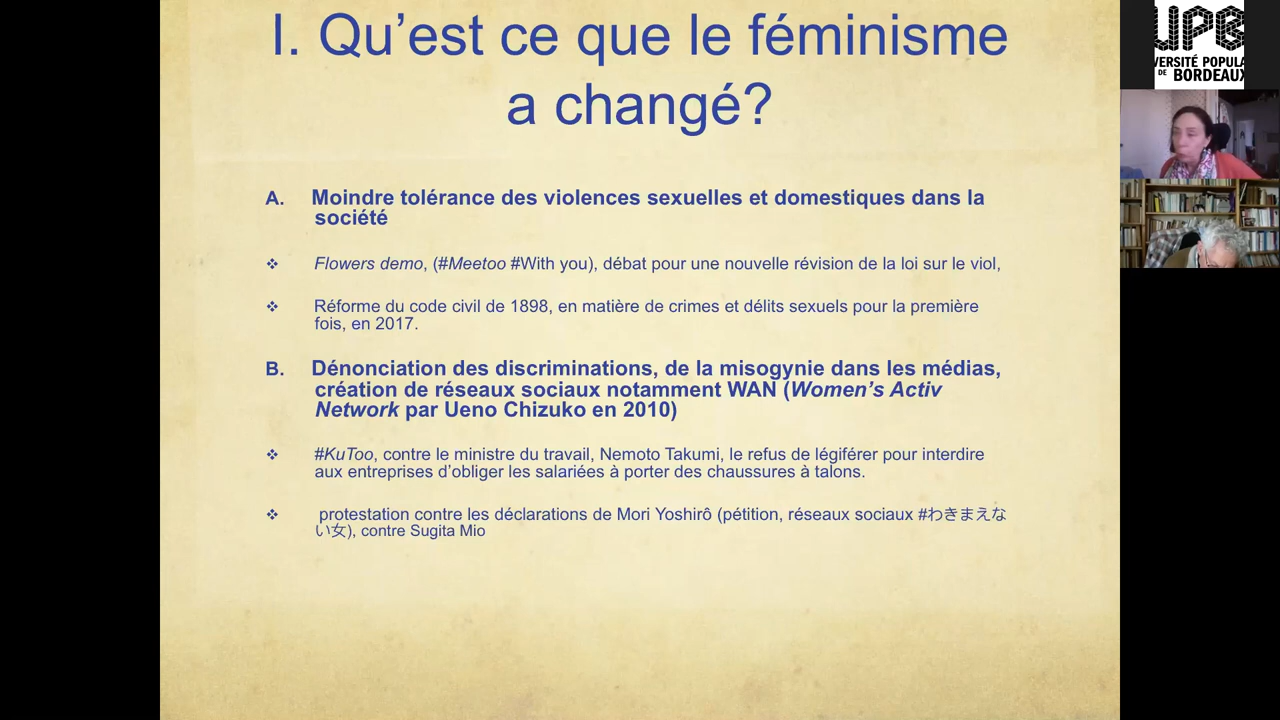 I. Qu’est ce que le féminisme
a changé?
A. Moindre tolérance des violences sexuelles et domestiques dans la
société
❖ Flowers demo, (#Meetoo #With you), débat pour une nouvelle révision de la loi sur le viol,
❖ Réforme du code civil de 1898, en matière de crimes et délits sexuels pour la première
fois, en 2017.
B. Dénonciation des discriminations, de la misogynie dans les médias,
création de réseaux sociaux notamment WAN (Women’s Activ
Network par Ueno Chizuko en 2010)
❖ #KuToo, contre le ministre du travail, Nemoto Takumi, le refus de légiférer pour interdire
aux entreprises d’obliger les salariées à porter des chaussures à talons.
❖ protestation contre les déclarations de Mori Yoshirô (pétition, réseaux sociaux #わきまえな
い女), contre Sugita Mio
UPB
VERSITÉ POPULA
DE BORDEAUX